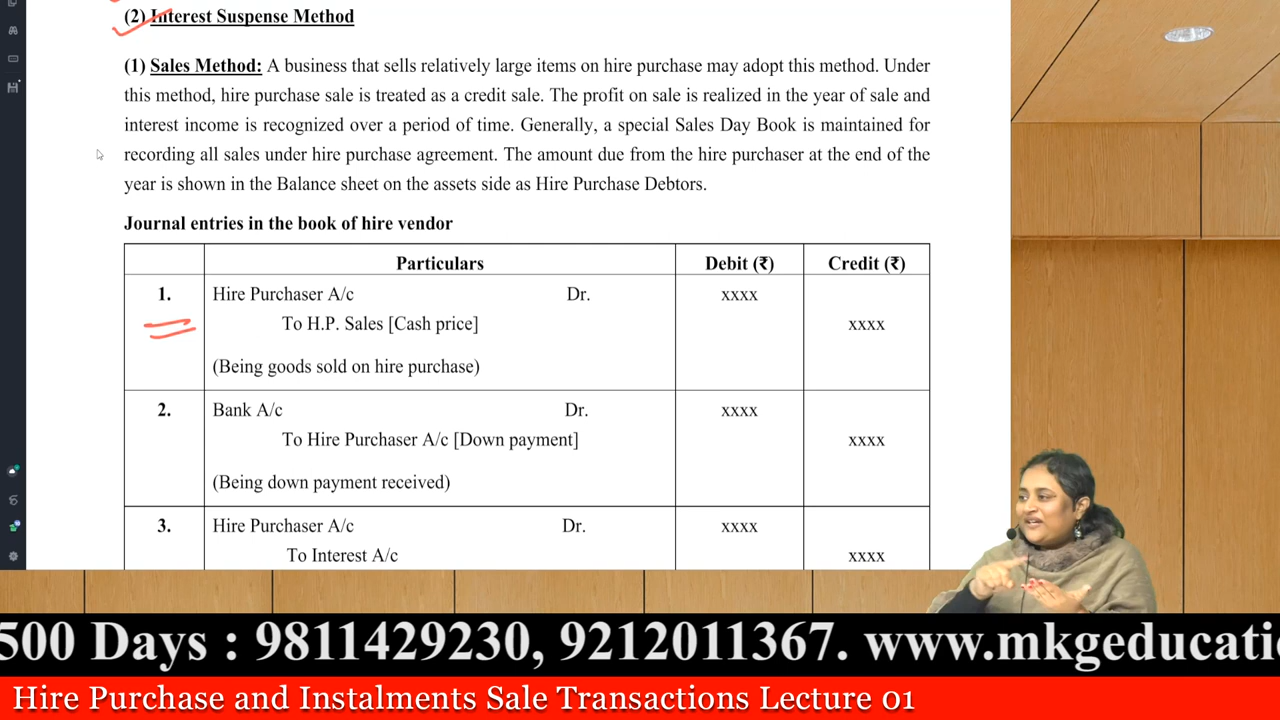 (2) Interest Suspense Method
(1) Sales Method: A business that sells relatively large items on hire purchase may adopt this method. Under
this method, hire purchase sale is treated as a credit sale. The profit on sale is realized in the year of sale and
interest income is recognized over a period of time. Generally, a special Sales Day Book is maintained for
recording all sales under hire purchase agreement. The amount due from the hire purchaser at the end of the
year is shown in the Balance sheet on the assets side as Hire Purchase Debtors.
Journal entries in the book of hire vendor
Particulars Debit (₹) Credit (₹)
1. Hire Purchaser A/c Dr. xxxx
To H.P. Sales [Cash price] xxxx
(Being goods sold on hire purchase)
2. Bank A/c Dr. xxxx
To Hire Purchaser A/c [Down payment] xxxx
(Being down payment received)
3. Hire Purchaser A/c Dr. xxxx
To Interest A/c xxxx
500 Days : 9811429230, 9212011367. www.mkgeducati
Hire Purchase and Instalments Sale Transactions Lecture 01